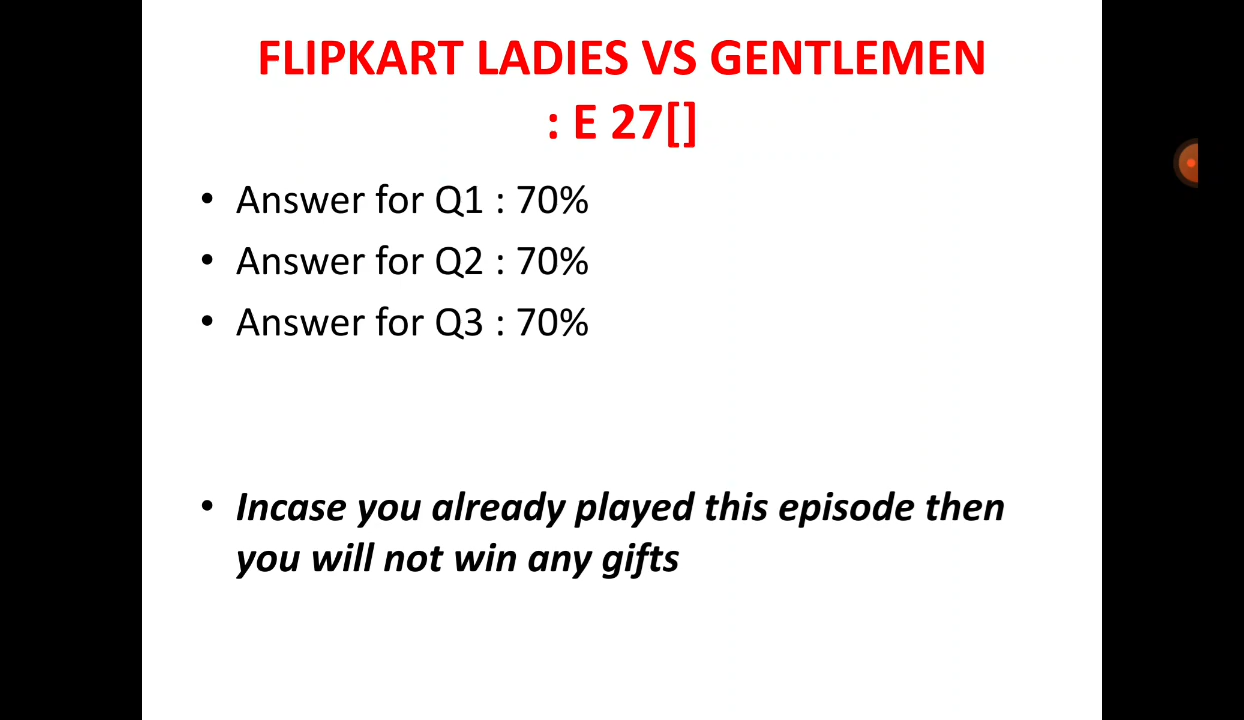 FLIPKART LADIES VS GENTLEMEN
: E 27[]
• Answer for Q1 : 70%
• Answer for Q2 : 70%
• Answer for Q3 : 70%
• Incase you already played this episode then
you will not win any gifts